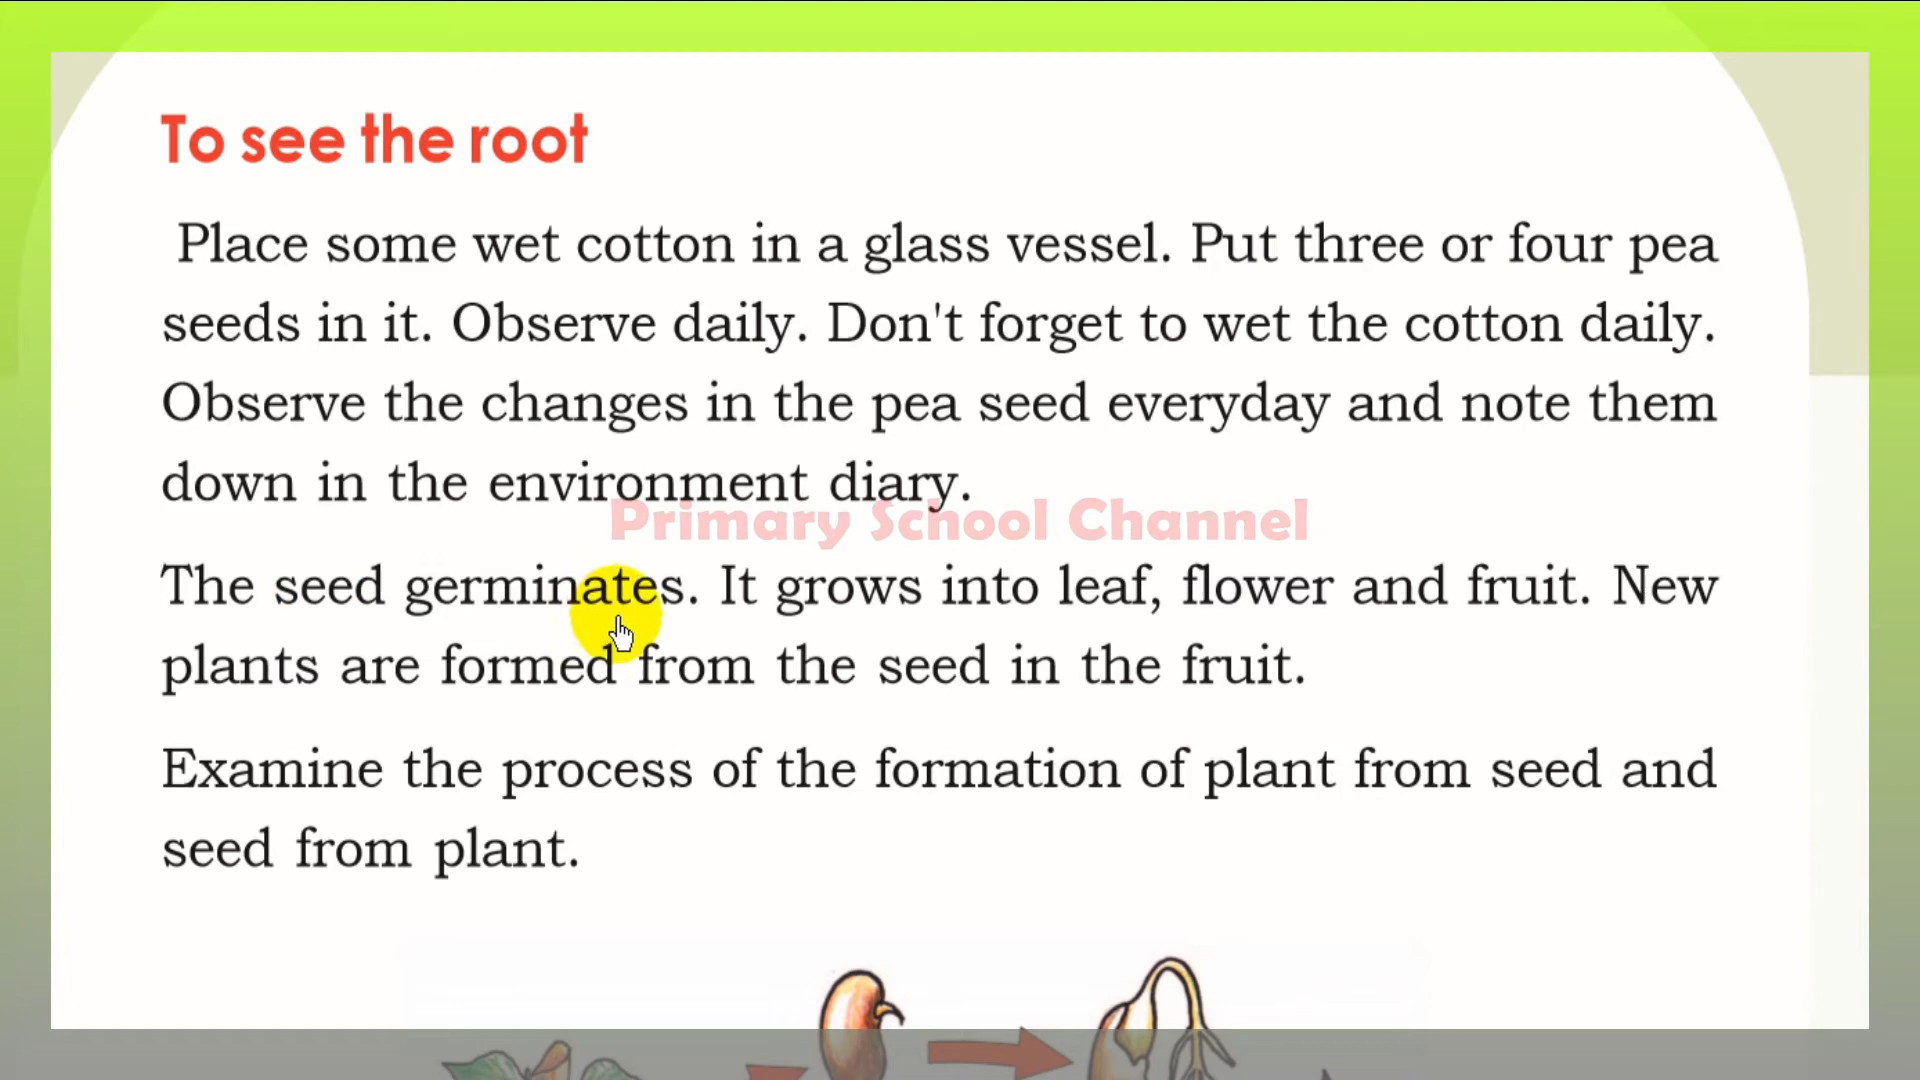 To see the root
Place some wet cotton in a glass vessel. Put three or four pea
seeds in it. Observe daily. Don't forget to wet the cotton daily.
Observe the changes in the pea seed everyday and note them
down in the environment diary.
Primary School Channel
The seed germinates. It grows into leaf, flower and fruit. New
plants are formed from the seed in the fruit.
Examine the process of the formation of plant from seed and
seed from plant.